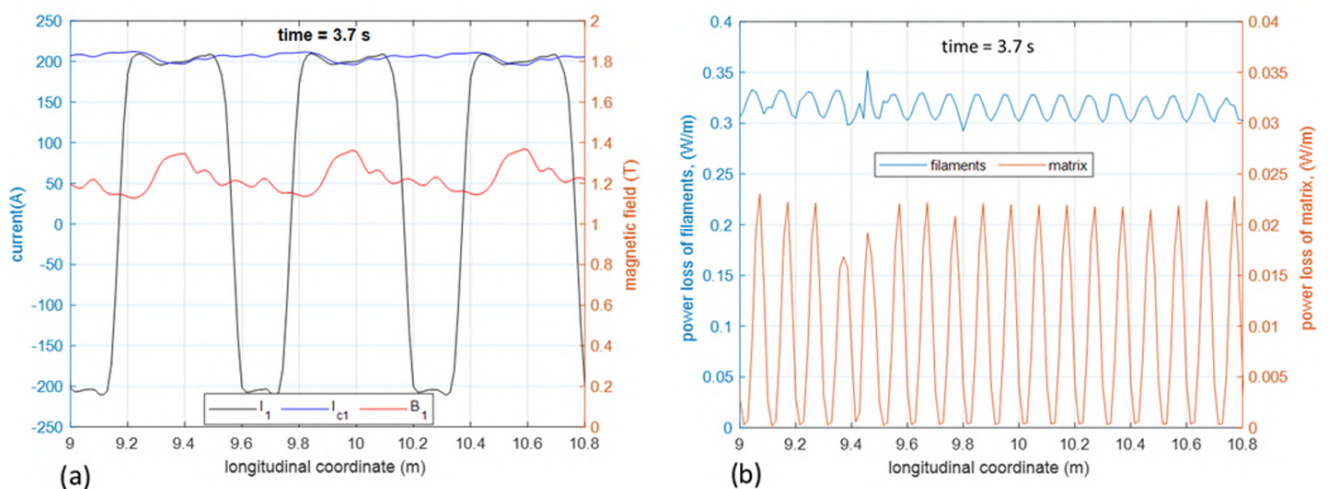 time = 3.7 s
250
200
150
100
50
0
-50
-100
-150
-200
-250
current(A)
2
1.8
1.6
1.4
1.2
1
0.8
0.6
0.4
0.2
0
magnetic field (T)
I1 Ic1 B1
9 9.2 9.4 9.6 9.8 10 10.2 10.4 10.6 10.8
longitudinal coordinate (m)
(a)
time = 3.7 s
0.4
0.35
0.3
0.25
0.2
0.15
0.1
0.05
0
power loss of filaments, (W/m)
0.04
0.035
0.03
0.025
0.02
0.015
0.01
0.005
0
power loss of matrix, (W/m)
filaments matrix
9 9.2 9.4 9.6 9.8 10 10.2 10.4 10.6 10.8
longitudinal coordinate (m)
(b)